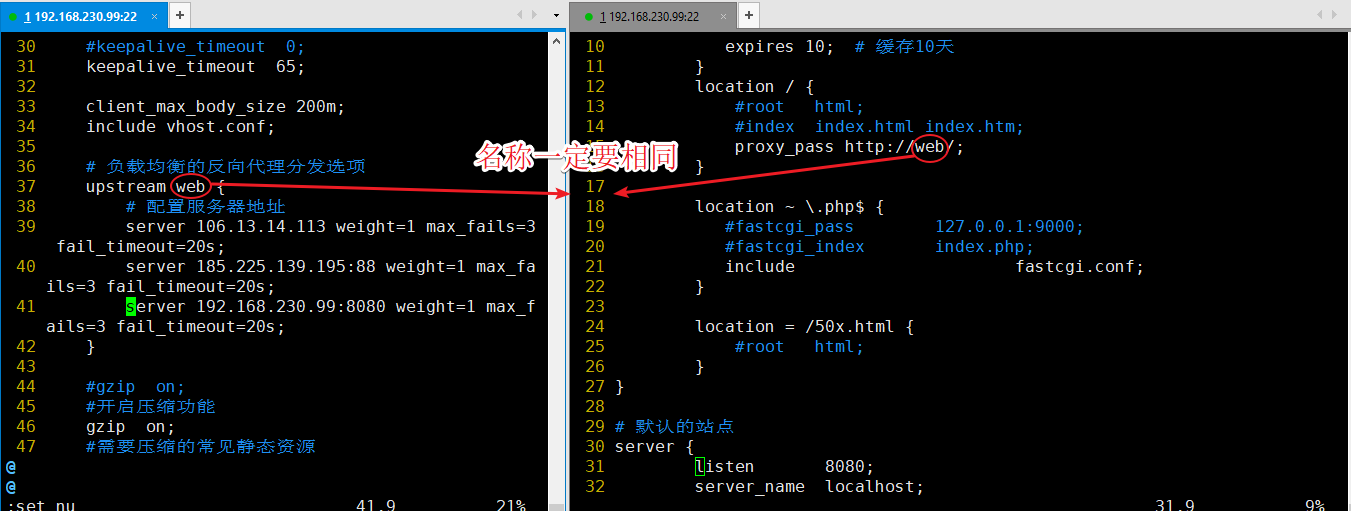 1 192.168.230.99:22 × +
30 #keepalive_timeout 0;
31 keepalive_timeout 65;
32
33 client_max_body_size 200m;
34 include vhost.conf;
35
36 # 负载均衡的反向代理分发选项
37 upstream web {
38 # 配置服务器地址
39 server 106.13.14.113 weight=1 max_fails=3
fail_timeout=20s;
40 server 185.225.139.195:88 weight=1 max_fa
ils=3 fail_timeout=20s;
41 server 192.168.230.99:8080 weight=1 max_f
ails=3 fail_timeout=20s;
42 }
43
44 #gzip on;
45 #开启压缩功能
46 gzip on;
47 #需要压缩的常见静态资源
@
@
:set nu 41,9 21%
名称一定要相同
1 192.168.230.99:22 × +
10 expires 10; # 缓存10天
11 }
12 location / {
13 #root html;
14 #index index.html index.htm;
proxy_pass http://web/;
}
17
18 location ~ \.php$ {
19 #fastcgi_pass 127.0.0.1:9000;
20 #fastcgi_index index.php;
21 include fastcgi.conf;
22 }
23
24 location = /50x.html {
25 #root html;
26 }
27 }
28
29 # 默认的站点
30 server {
31 listen 8080;
32 server_name localhost;
31,9 9%